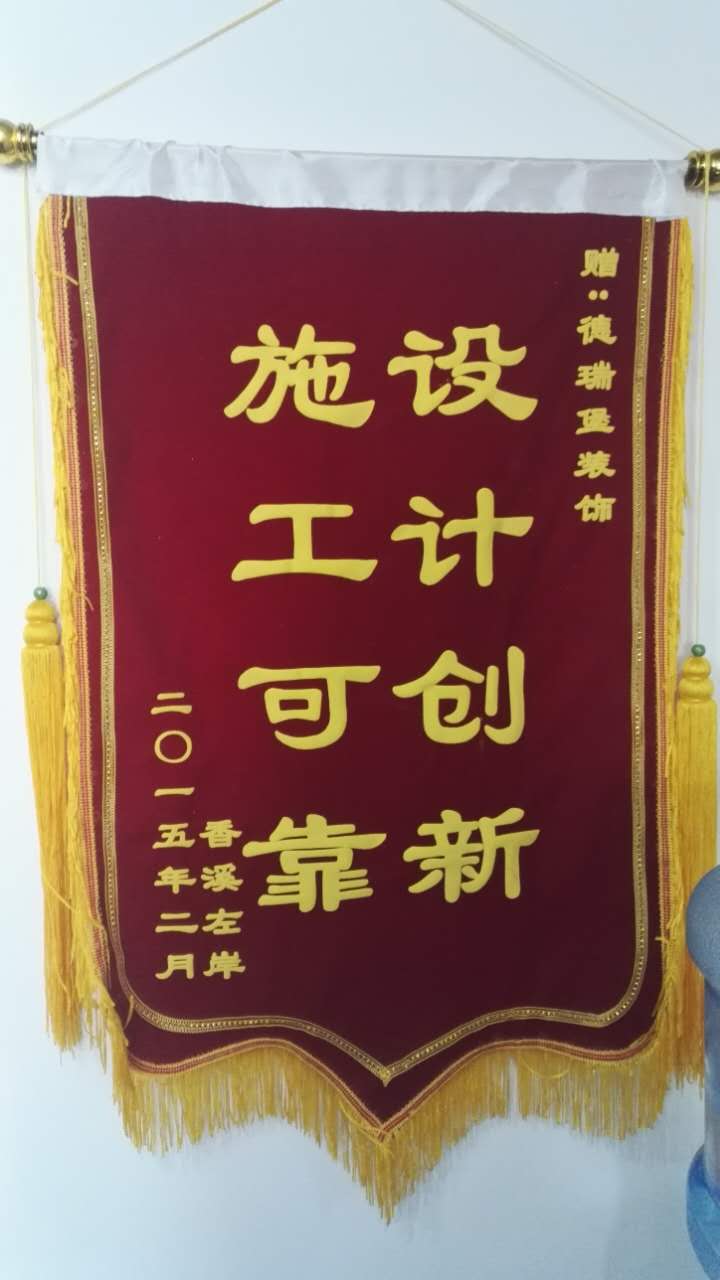 赠:德瑞堡装饰
设计创新
施工可靠
香溪左岸
二〇一五年二月